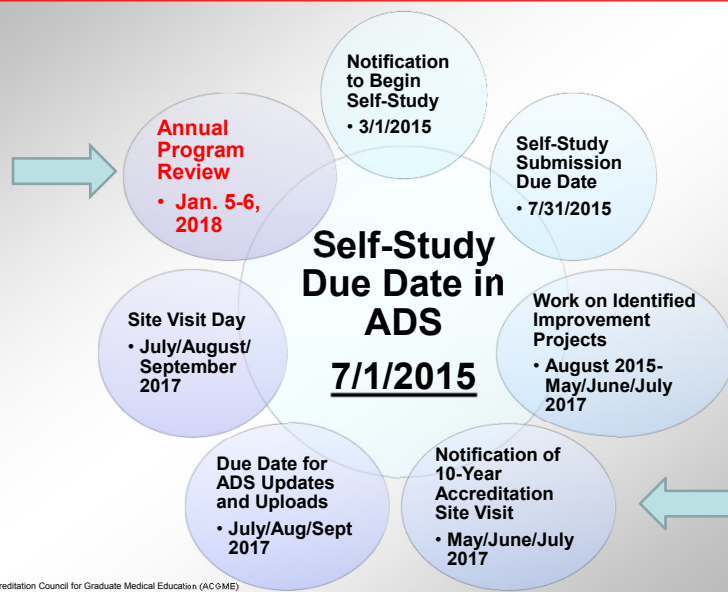 Notification
to Begin
Self-Study
• 3/1/2015
Self-Study
Submission
Due Date
• 7/31/2015
Work on Identified
Improvement
Projects
• August 2015-
May/June/July
2017
Notification of
10-Year
Accreditation
Site Visit
• May/June/July
2017
Due Date for
ADS Updates
and Uploads
• July/Aug/Sept
2017
Site Visit Day
• July/August/
September
2017
Annual
Program
Review
• Jan. 5-6,
2018
Self-Study
Due Date in
ADS
7/1/2015
reditation Council for Graduate Medical Education (ACGME)